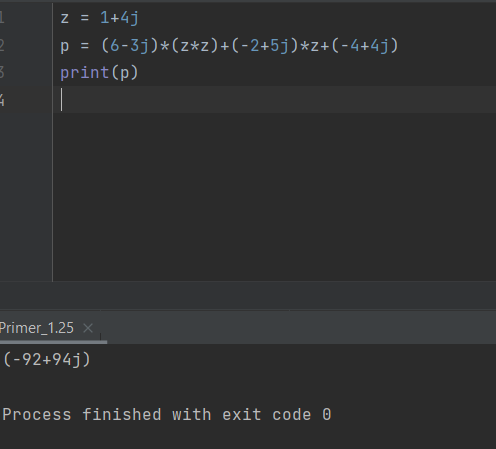 1 z = 1+4j
2 p = (6-3j)*(z*z)+(-2+5j)*z+(-4+4j)
3 print(p)
4
Primer_1.25 ×
(-92+94j)
Process finished with exit code 0